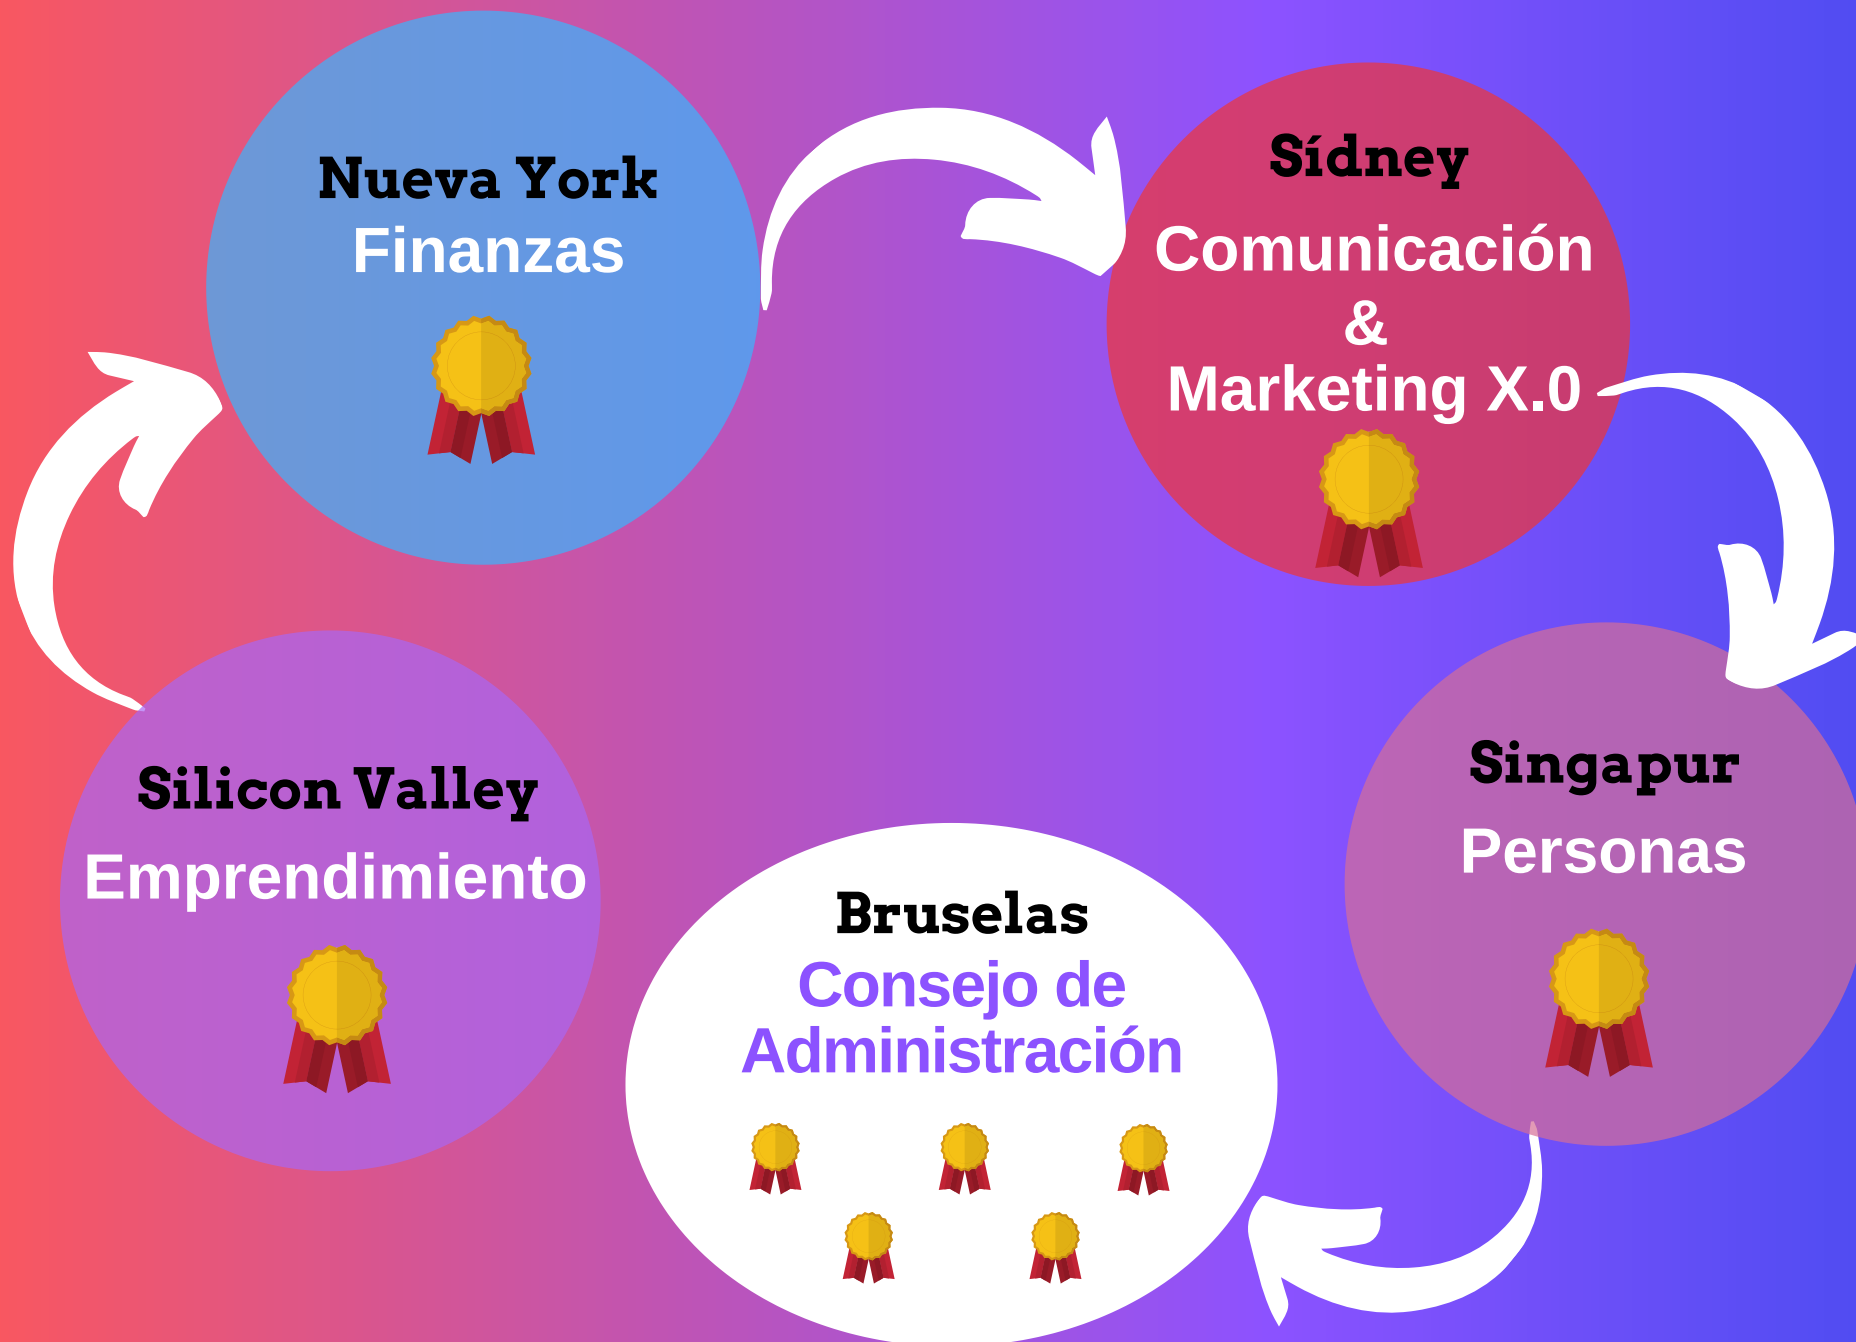 Nueva York
Finanzas
Sídney
Comunicación
&
Marketing X.0
Silicon Valley
Emprendimiento
Singapur
Personas
Bruselas
Consejo de
Administración